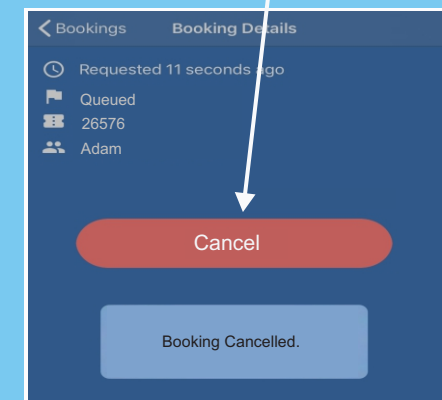 Bookings Booking Details
Requested 11 seconds ago
Queued
26576
Adam
Cancel
Booking Cancelled.